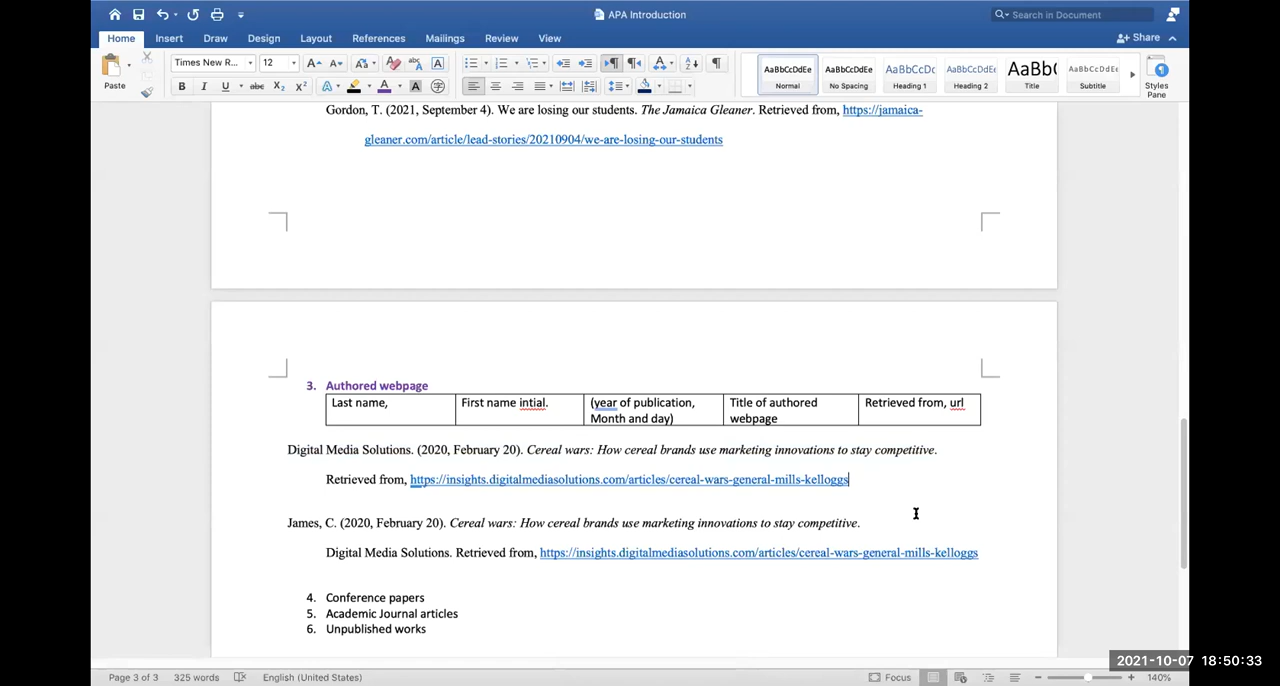 APA Introduction
Search in Document
Home Insert Draw Design Layout References Mailings Review View
Share
Paste
Times New R...
12
AaBbCcDdEe AaBbCcDdEe AaBbCcDc AaBbCcDdEe AaBb( AaBbCcDdEe
Normal No Spacing Heading 1 Heading 2 Title Subtitle
Styles
Pane
Gordon, T. (2021, September 4). We are losing our students. The Jamaica Gleaner. Retrieved from, https://jamaica-
gleaner.com/article/lead-stories/20210904/we-are-losing-our-students
3. Authored webpage
Last name, First name intial. (year of publication, Title of authored Retrieved from, url
Month and day) webpage
Digital Media Solutions. (2020, February 20). Cereal wars: How cereal brands use marketing innovations to stay competitive.
Retrieved from, https://insights.digitalmediasolutions.com/articles/cereal-wars-general-mills-kelloggs
James, C. (2020, February 20). Cereal wars: How cereal brands use marketing innovations to stay competitive.
Digital Media Solutions. Retrieved from, https://insights.digitalmediasolutions.com/articles/cereal-wars-general-mills-kelloggs
4. Conference papers
5. Academic Journal articles
6. Unpublished works
2021-10-07 18:50:33
Page 3 of 3 325 words English (United States) Focus 140%